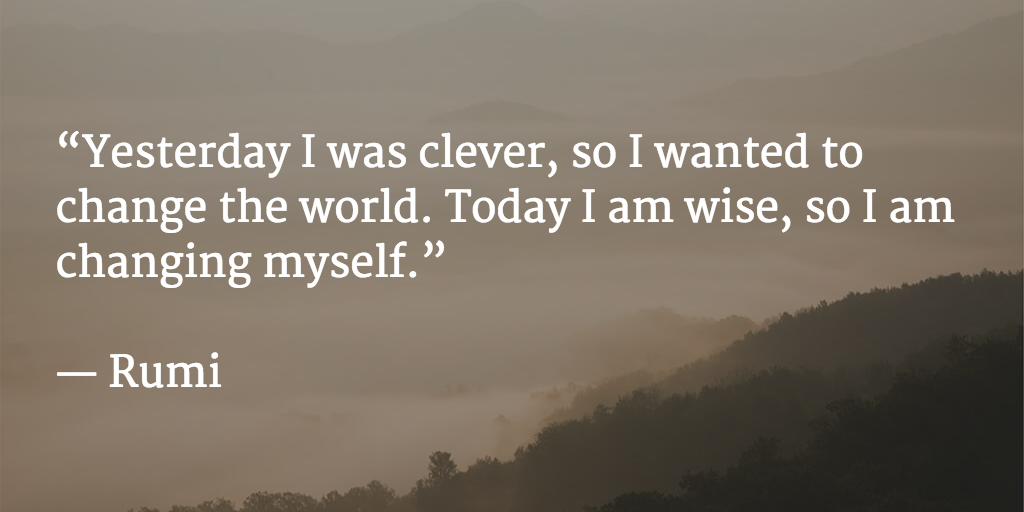 “Yesterday I was clever, so I wanted to
change the world. Today I am wise, so I am
changing myself.”
— Rumi